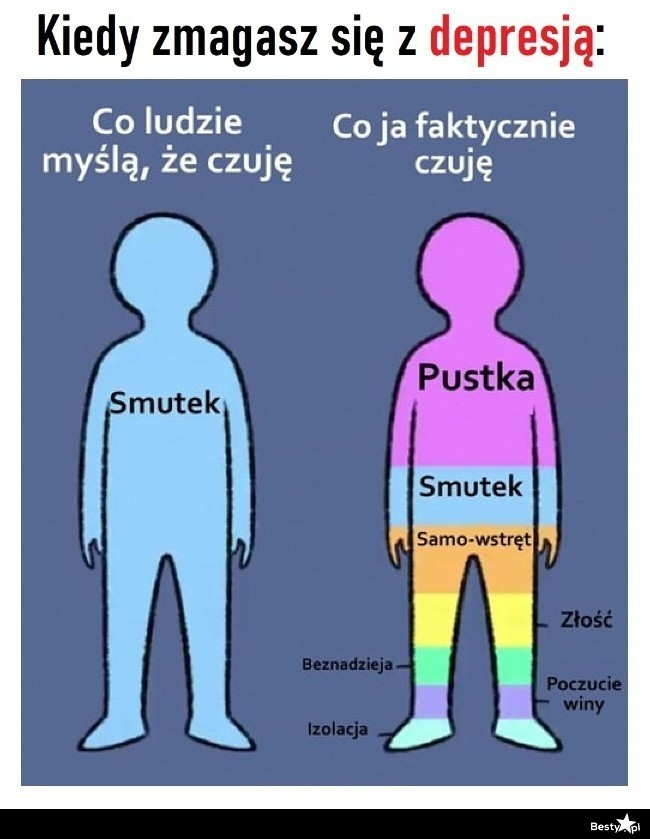 Kiedy zmagasz się z depresją:
Co ludzie
myślą, że czuję
Co ja faktycznie
czuję
Smutek
Pustka
Smutek
Samo-wstręt
Złość
Beznadzieja
Poczucie
winy
Izolacja
Besty.pl